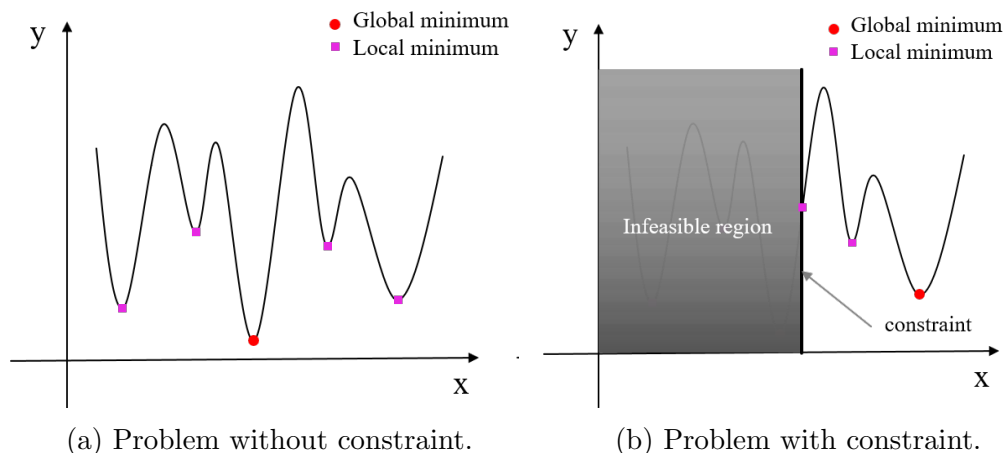 y
Global minimum
Local minimum
x
(a) Problem without constraint.
y
Global minimum
Local minimum
Infeasible region
constraint
x
(b) Problem with constraint.